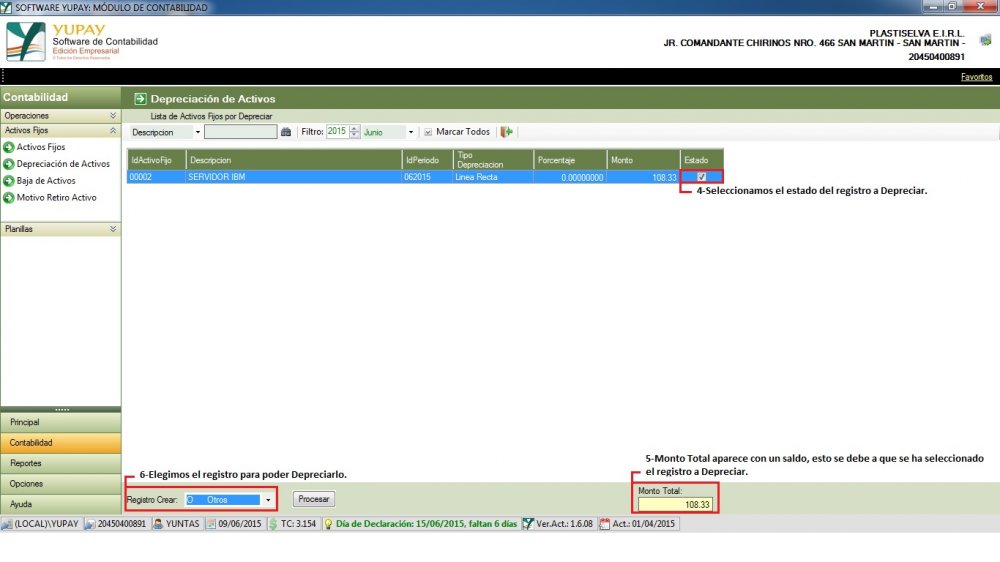 SOFTWARE YUPAY: MÓDULO DE CONTABILIDAD
YUPAY
Software de Contabilidad
Edición Empresarial
© Todos los Derechos Reservados
PLASTISELVA E.I.R.L.
JR. COMANDANTE CHIRINOS NRO. 466 SAN MARTIN - SAN MARTIN -
20450400891
Favoritos
Contabilidad
Depreciación de Activos
Operaciones
Lista de Activos Fijos por Depreciar
Activos Fijos
Descripcion Filtro: 2015 Junio Marcar Todos
Activos Fijos
Depreciación de Activos
Baja de Activos
Motivo Retiro Activo
Planillas
IdActivoFijo Descripcion IdPeriodo Tipo Depreciacion Porcentaje Monto Estado
00002 SERVIDOR IBM 062015 Linea Recta 0.00000000 108.33
4-Seleccionamos el estado del registro a Depreciar.
Principal
Contabilidad
Reportes
Opciones
Ayuda
6-Elegimos el registro para poder Depreciarlo.
5-Monto Total aparece con un saldo, esto se debe a que se ha seleccionado
el registro a Depreciar.
Registro Crear: O Otros Procesar
Monto Total:
108.33
(LOCAL)\YUPAY 20450400891 YUNTAS 09/06/2015 TC: 3.154 Día de Declaración: 15/06/2015, faltan 6 días Ver.Act.: 1.6.08 Act.: 01/04/2015